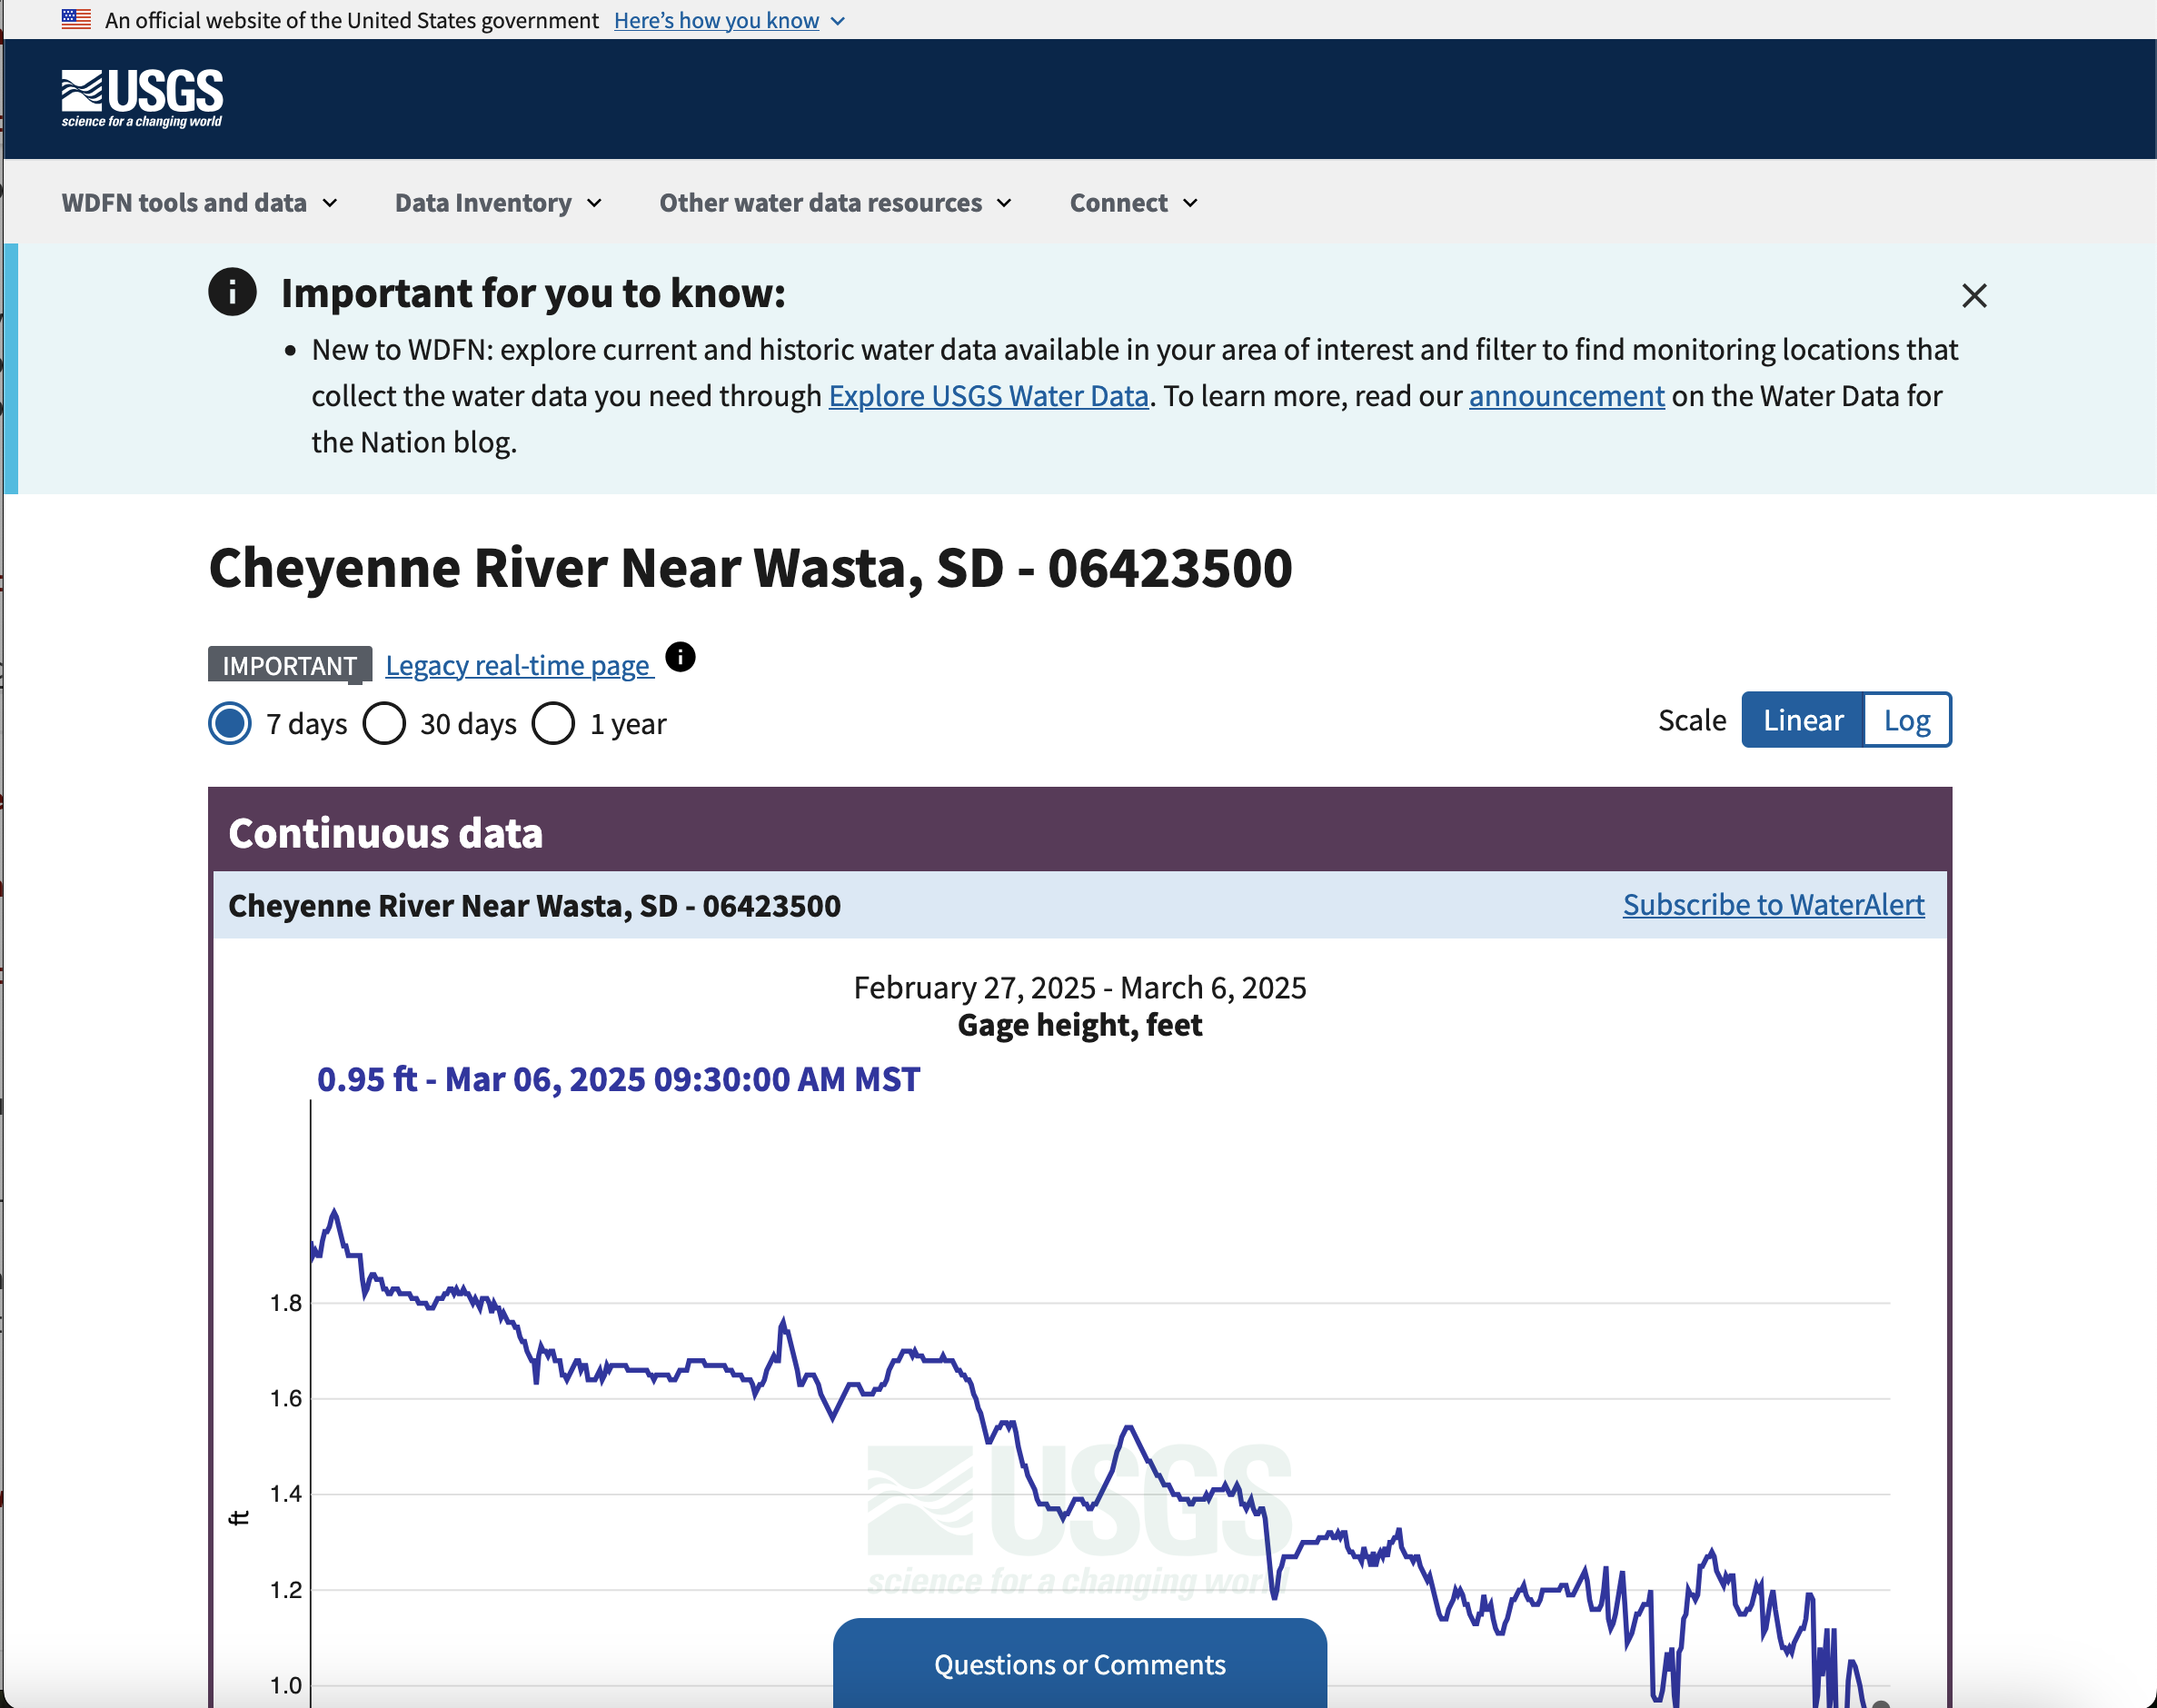 An official website of the United States government Here's how you know
USGS
science for a changing world
WDFN tools and data Data Inventory Other water data resources Connect
Important for you to know:
• New to WDFN: explore current and historic water data available in your area of interest and filter to find monitoring locations that
collect the water data you need through Explore USGS Water Data. To learn more, read our announcement on the Water Data for
the Nation blog.
Cheyenne River Near Wasta, SD - 06423500
IMPORTANT Legacy real-time page
7 days 30 days 1 year
Scale Linear Log
Continuous data
Cheyenne River Near Wasta, SD - 06423500 Subscribe to WaterAlert
February 27, 2025 - March 6, 2025
Gage height, feet
0.95 ft - Mar 06, 2025 09:30:00 AM MST
1.8
1.6
1.4
ft
1.2
1.0
USGS
science for a changing world
Questions or Comments